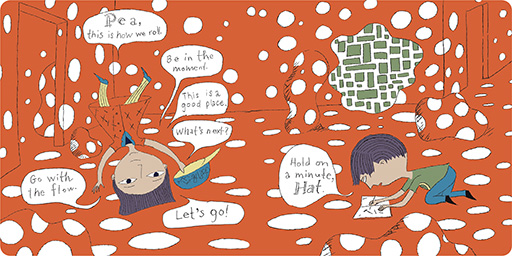 Pea,
this is how we roll.
Be in the
moment.
This is a
good place.
What's next?
Go with
the flow.
Let's go!
Hold on
a minute,
Hat.